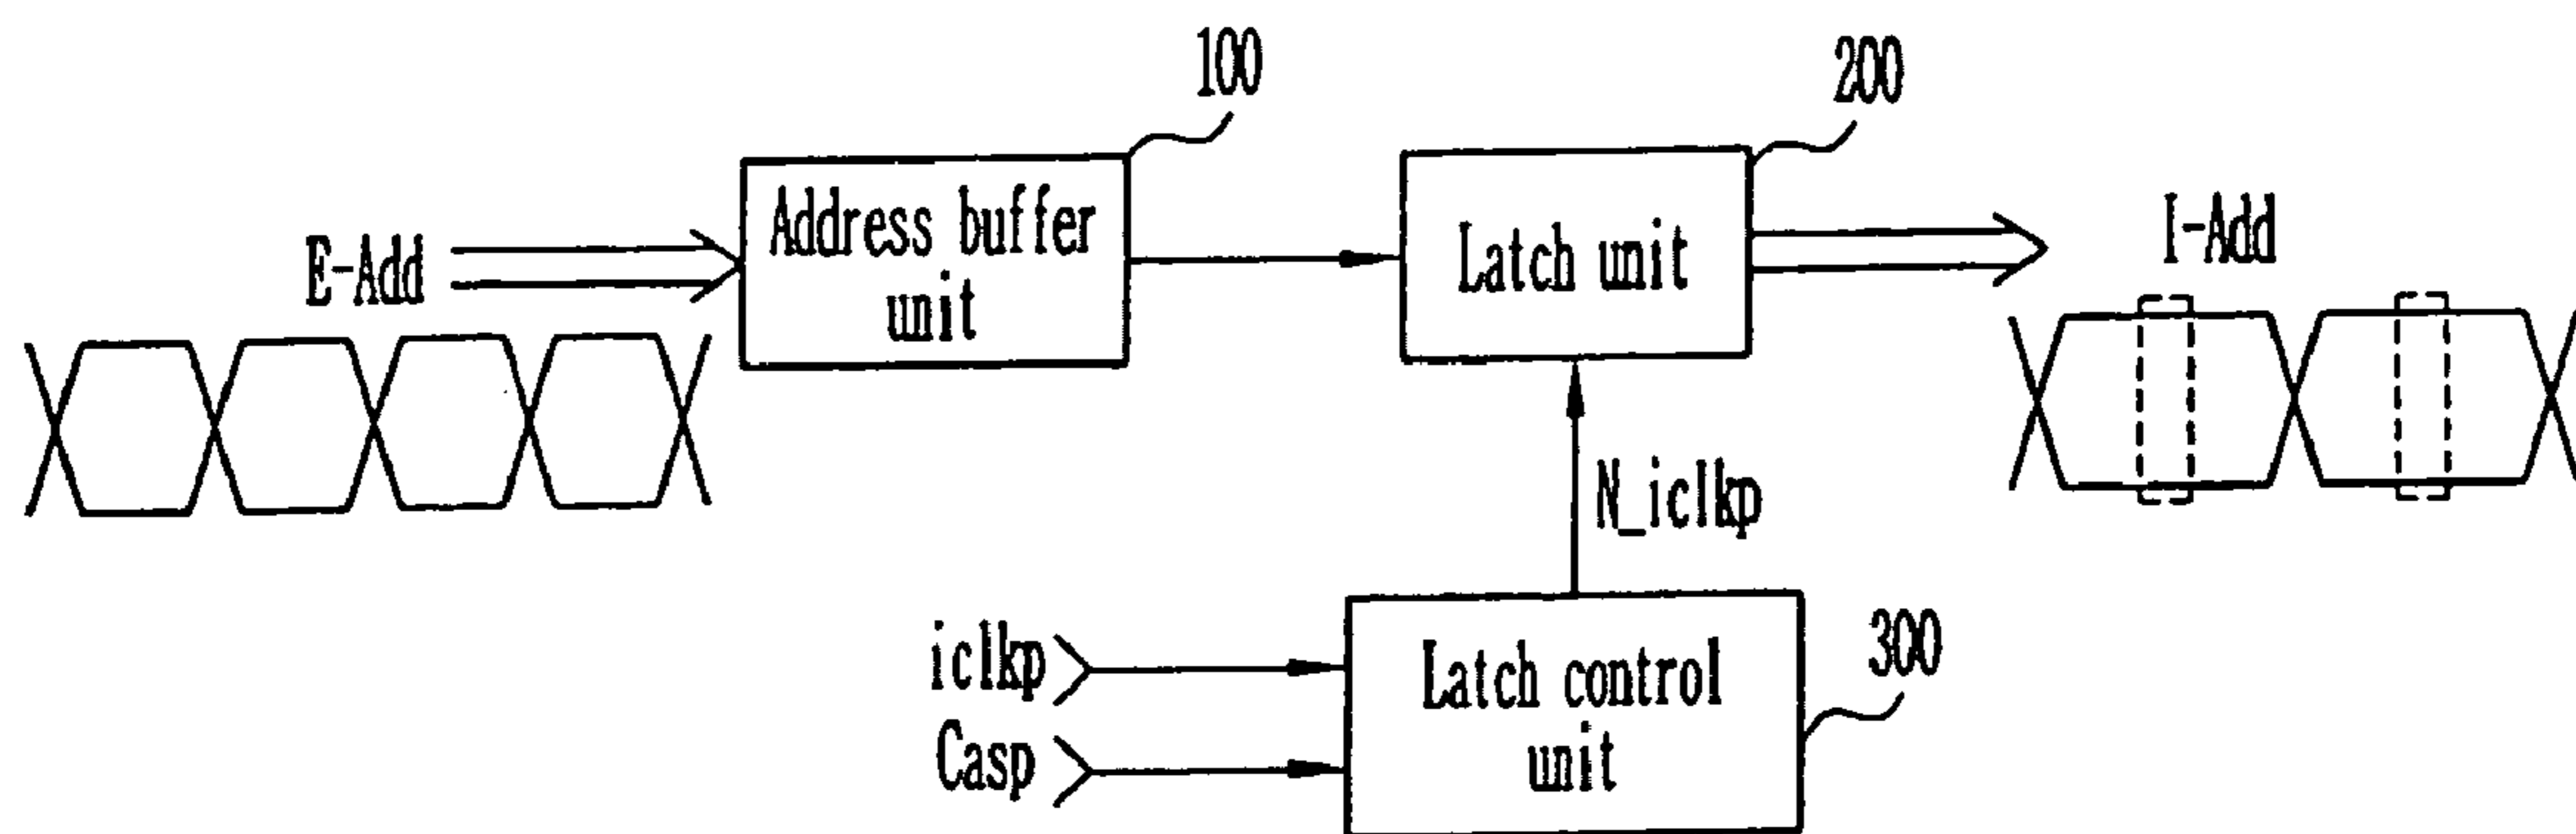 100
200
Address buffer
unit
Latch unit
E-Add
I-Add
N_iclkp
iclkp
Casp
Latch control
unit
300